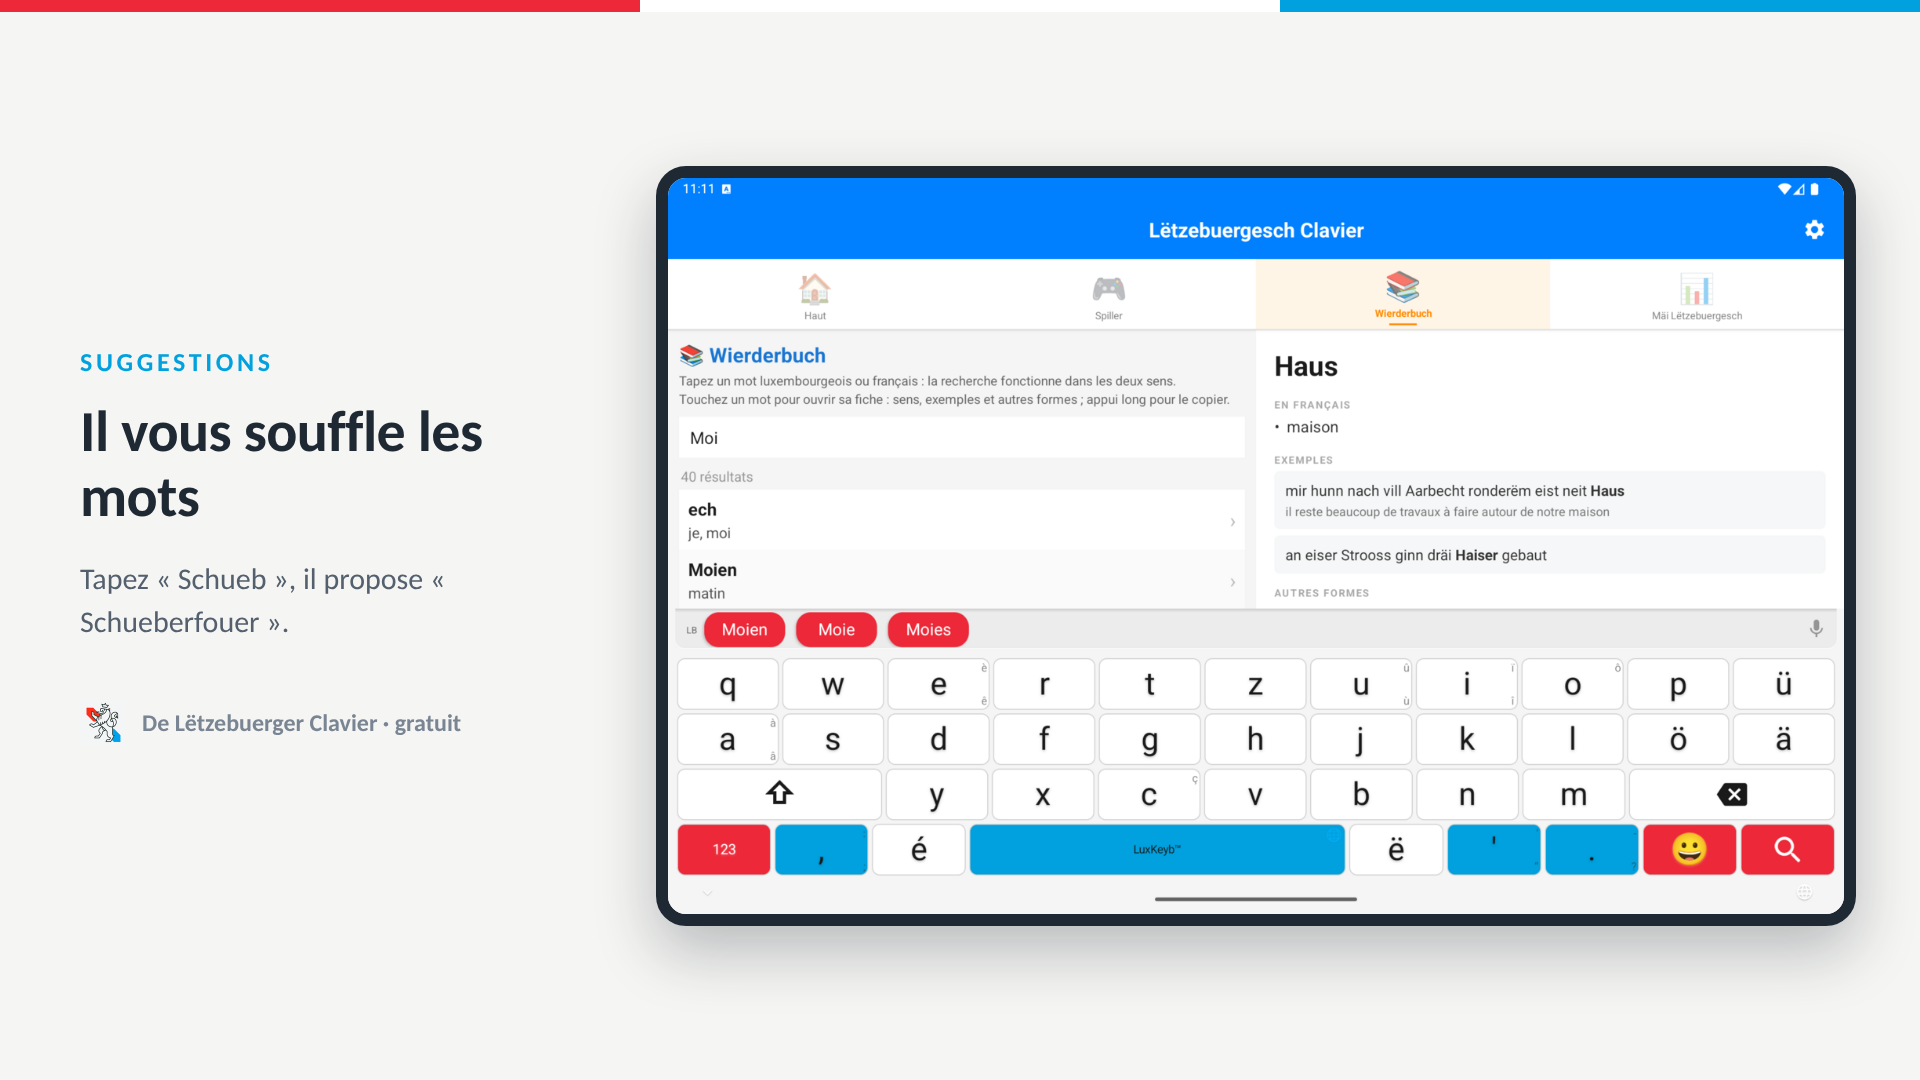 SUGGESTIONS
Il vous souffle les
mots
Tapez « Schueb », il propose «
Schueberfouer ».
De Lëtzebuerger Clavier · gratuit
11:11
Lëtzebuergesch Clavier
Haut
Spiller
Wierderbuch
Mäi Lëtzebuergesch
Wierderbuch
Tapez un mot luxembourgeois ou français : la recherche fonctionne dans les deux sens.
Touchez un mot pour ouvrir sa fiche : sens, exemples et autres formes ; appui long pour le copier.
Moi
40 résultats
ech
je, moi
Moien
matin
Haus
EN FRANÇAIS
• maison
EXEMPLES
mir hunn nach vill Aarbecht ronderëm eist neit Haus
il reste beaucoup de travaux à faire autour de notre maison
an eiser Strooss ginn dräi Haiser gebaut
AUTRES FORMES
LB Moien Moie Moies
q w e è ê r t z u û ù i ï î o ô p ü
a à â s d f g h j k l ö ä
y x c ç v b n m
123 , é LuxKeyb™ ë ' .